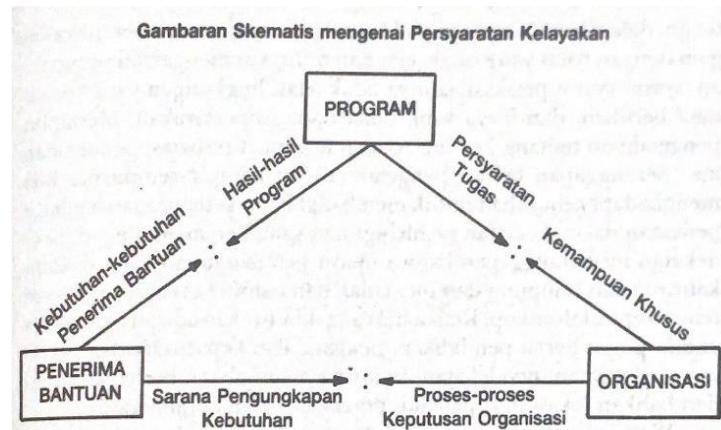 Gambaran Skematis mengenai Persyaratan Kelayakan
PROGRAM
Hasil-hasil
Program
Persyaratan
Tugas
Kebutuhan-kebutuhan
Penerima Bantuan
Kemampuan Khusus
PENERIMA
BANTUAN
ORGANISASI
Sarana Pengungkapan
Kebutuhan
Proses-proses
Keputusan Organisasi